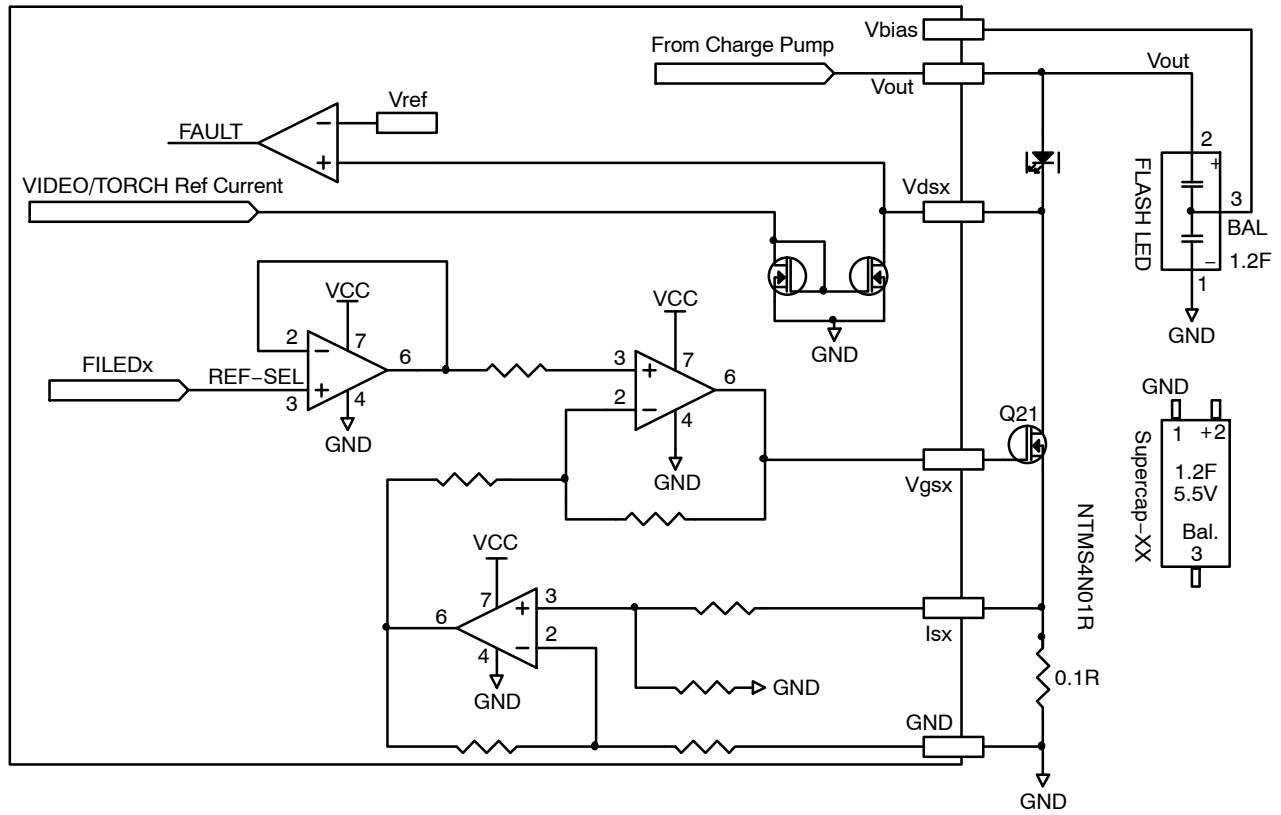 Vbias
From Charge Pump
Vout
Vout
Vref
FAULT
2
+
VIDEO/TORCH Ref Current
Vdsx
3
BAL
FLASH LED
1.2F
1
GND
GND
VCC
7
2
6
FILEDx
REF-SEL
3
4
GND
VCC
7
3
6
2
4
GND
Q21
Vgsx
NTMS4N01R
GND
1
+2
1.2F
5.5V
Bal.
3
Supercap-XX
VCC
7
3
6
2
4
GND
Isx
GND
0.1R
GND
GND